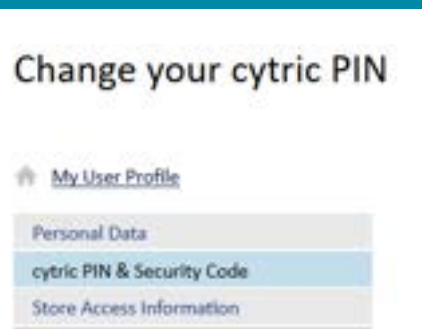 Change your cytric PIN
My User Profile
Personal Data
cytric PIN & Security Code
Store Access Information